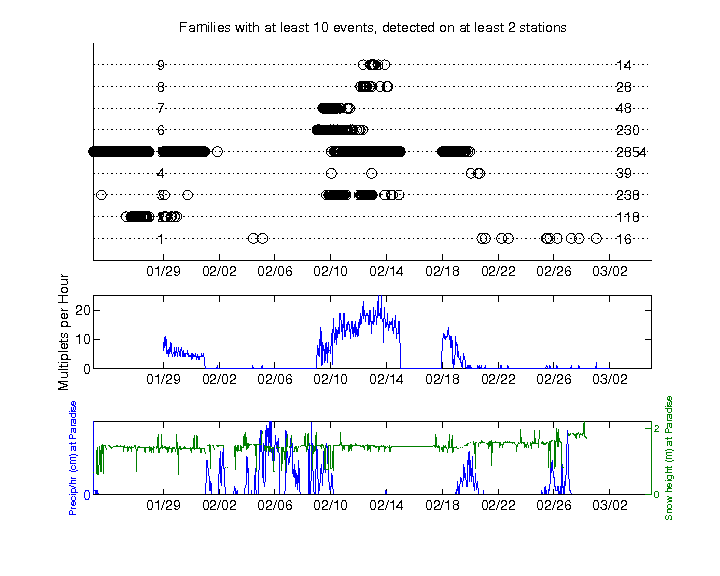 Families with at least 10 events, detected on at least 2 stations
9 14
8
7 48
6 230
4 39
3
2 118
1 16
01/29 02/02 02/06 02/10 02/14 02/18 02/22 02/26 03/02
Multiplets per Hour
20
10
0
01/29 02/02 02/06 02/10 02/14 02/18 02/22 02/26 03/02
Precip/hr (cm) at Paradise
0
2
0
Snow height (m) at Paradise
01/29 02/02 02/06 02/10 02/14 02/18 02/22 02/26 03/02